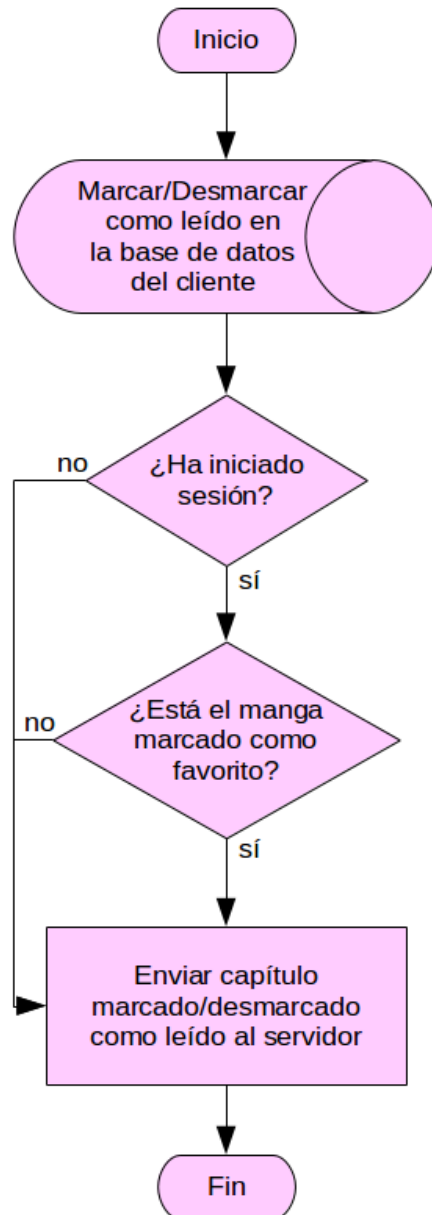 Inicio
Marcar/Desmarcar
como leído en
la base de datos
del cliente
¿Ha iniciado
sesión?
no
sí
¿Está el manga
marcado como
favorito?
no
sí
Enviar capítulo
marcado/desmarcado
como leído al servidor
Fin